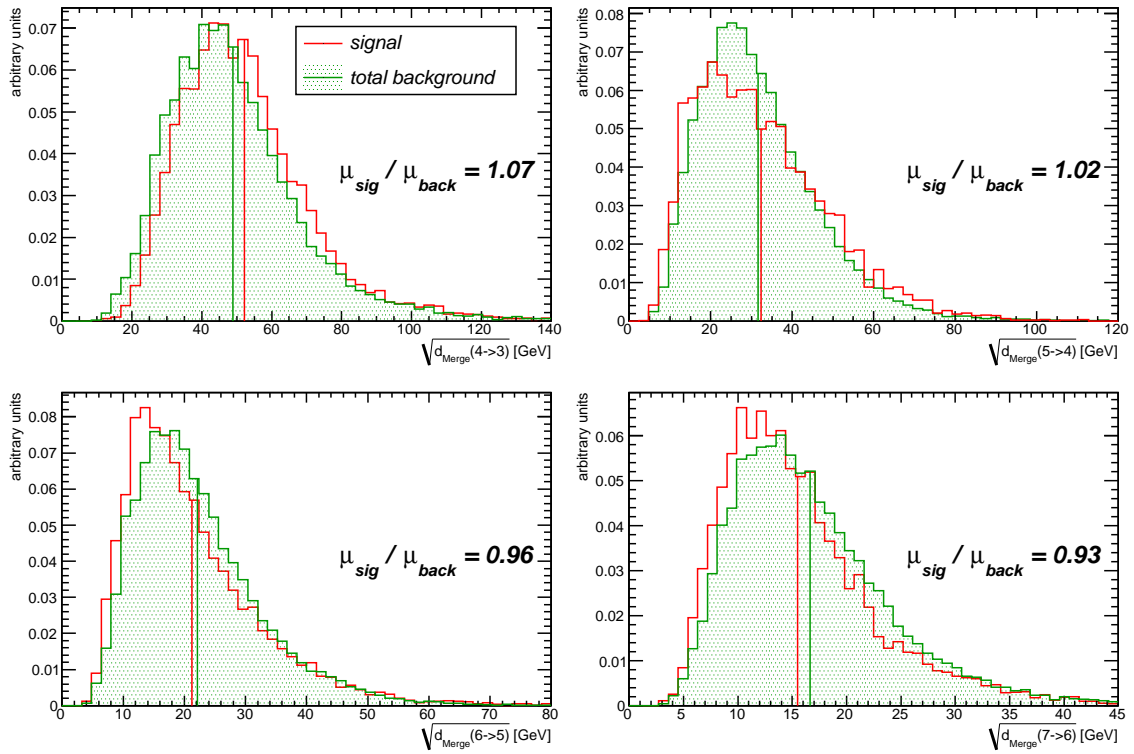 arbitrary units
0.07
0.06
0.05
0.04
0.03
0.02
0.01
0
signal
total background
μsig / μback = 1.07
0 20 40 60 80 100 120 140
√dMerge(4->3) [GeV]
arbitrary units
0.08
0.07
0.06
0.05
0.04
0.03
0.02
0.01
0
μsig / μback = 1.02
0 20 40 60 80 100 120
√dMerge(5->4) [GeV]
arbitrary units
0.08
0.07
0.06
0.05
0.04
0.03
0.02
0.01
0
μsig / μback = 0.96
0 10 20 30 40 50 60 70 80
√dMerge(6->5) [GeV]
arbitrary units
0.06
0.05
0.04
0.03
0.02
0.01
0
μsig / μback = 0.93
0 5 10 15 20 25 30 35 40 45
√dMerge(7->6) [GeV]